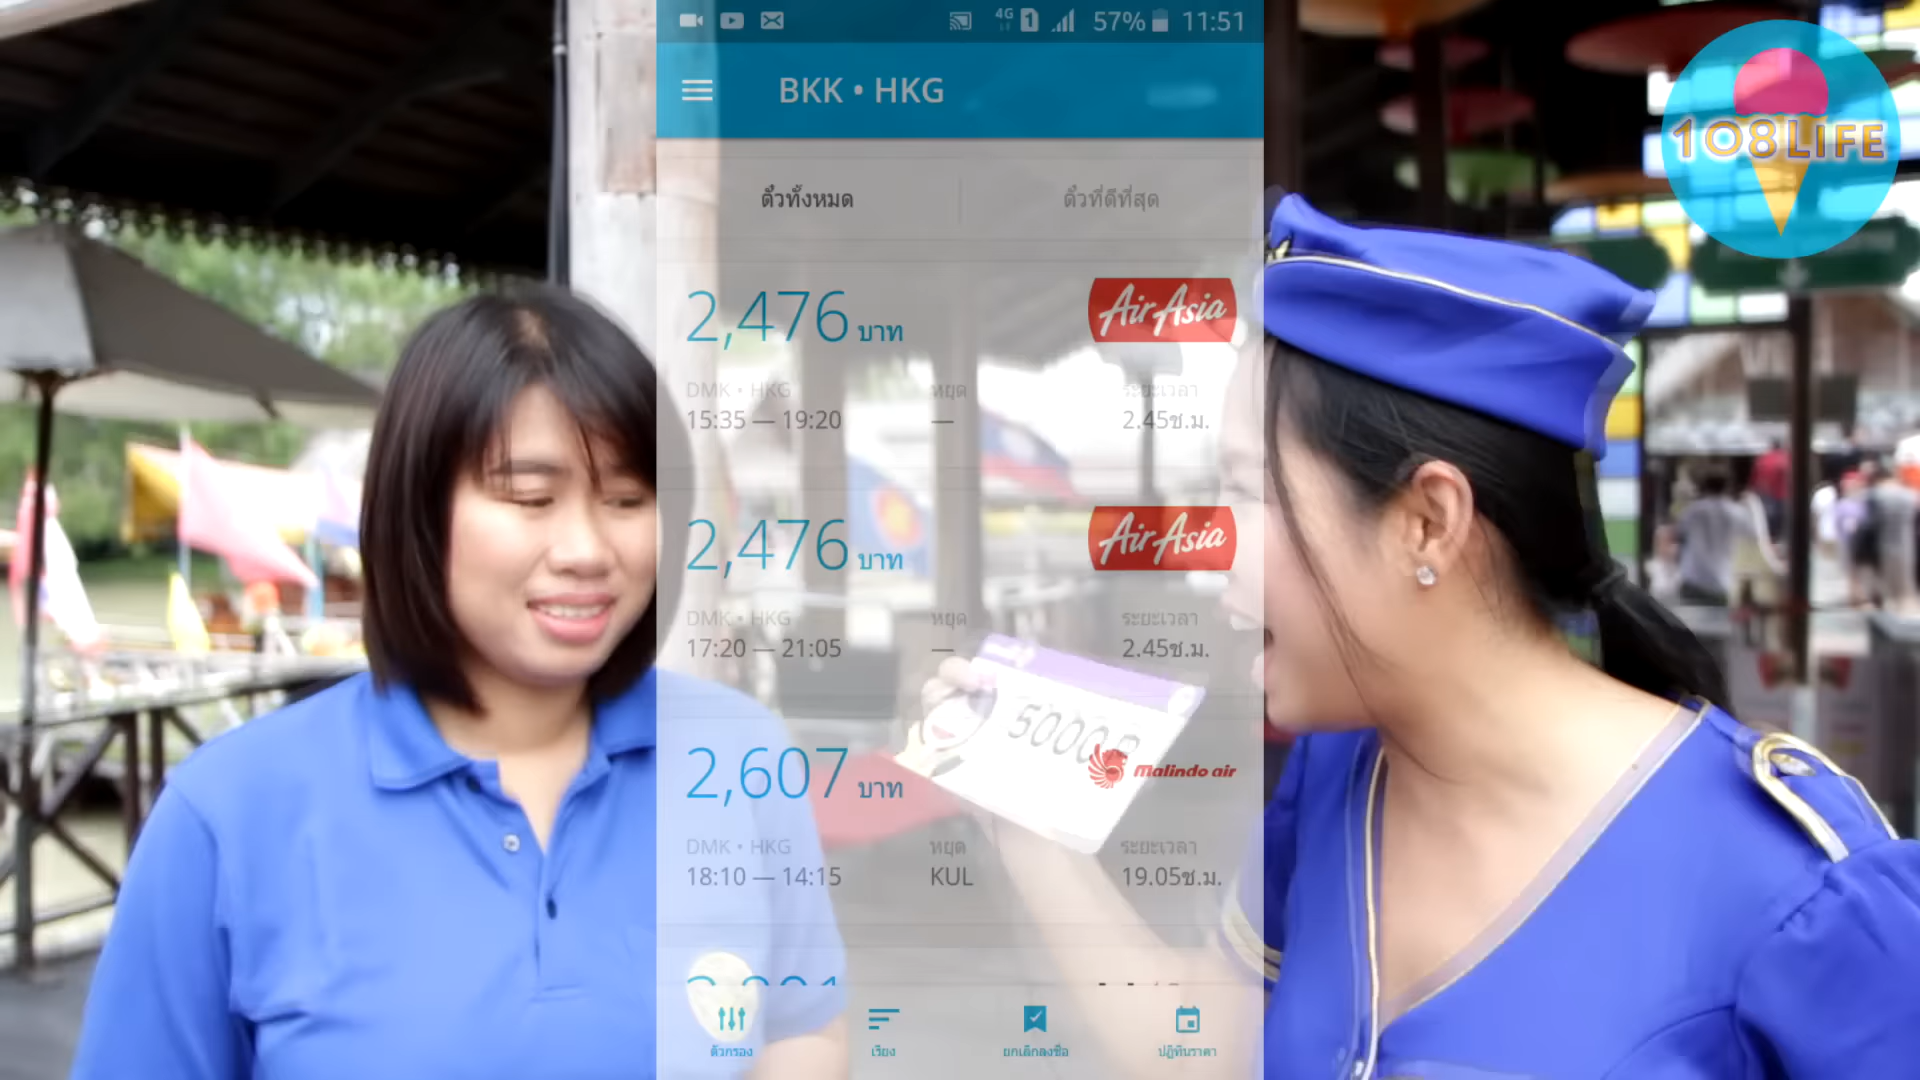 4G 1 57% 11:51
BKK • HKG
108LIFE
ตั๋วทั้งหมด ตั๋วที่ดีที่สุด
2,476 บาท AirAsia
DMK • HKG หยุด ระยะเวลา
15:35 — 19:20 — 2.45ช.ม.
2,476 บาท AirAsia
DMK • HKG หยุด ระยะเวลา
17:20 — 21:05 — 2.45ช.ม.
5000B
2,607 บาท Malindo air
DMK • HKG หยุด ระยะเวลา
18:10 — 14:15 KUL 19.05ช.ม.
ตัวกรอง เรียง ยกเลิกลงชื่อ ปฏิทินราคา